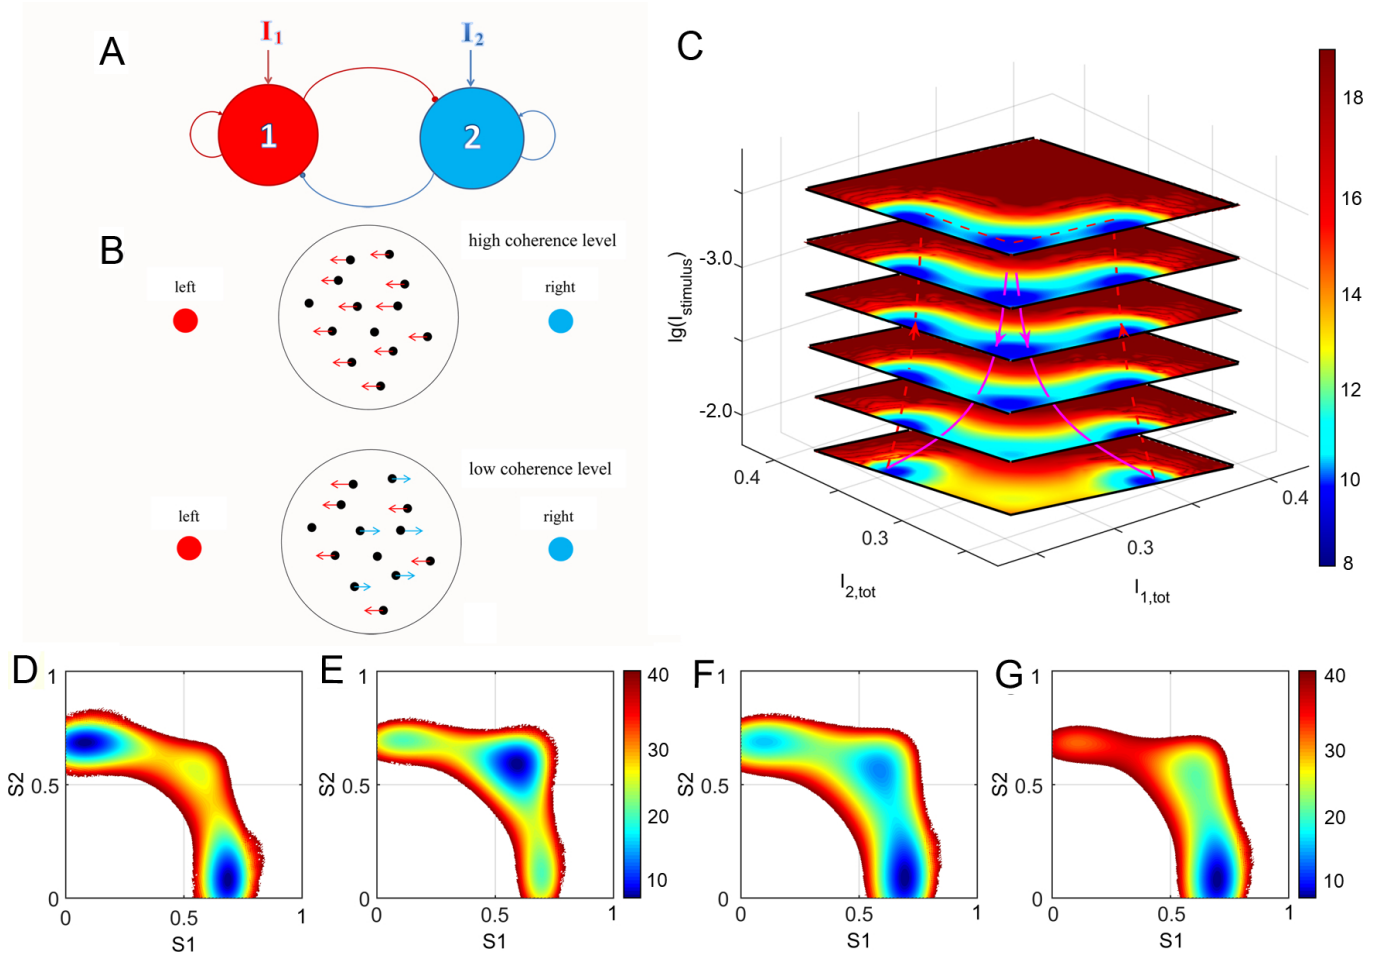 A
I1
I2
1
2
B
high coherence level
left
right
low coherence level
left
right
C
lg(Istimulus)
-3.0
-2.0
0.4
0.3
I2,tot
0.3
0.4
I1,tot
18
16
14
12
10
8
D
1
0.5
0
S2
0
0.5
1
S1
E
1
0.5
0
0
0.5
1
S1
40
30
20
10
F
1
0.5
0
S2
0
0.5
1
S1
G
1
0.5
0
0
0.5
1
S1
40
30
20
10